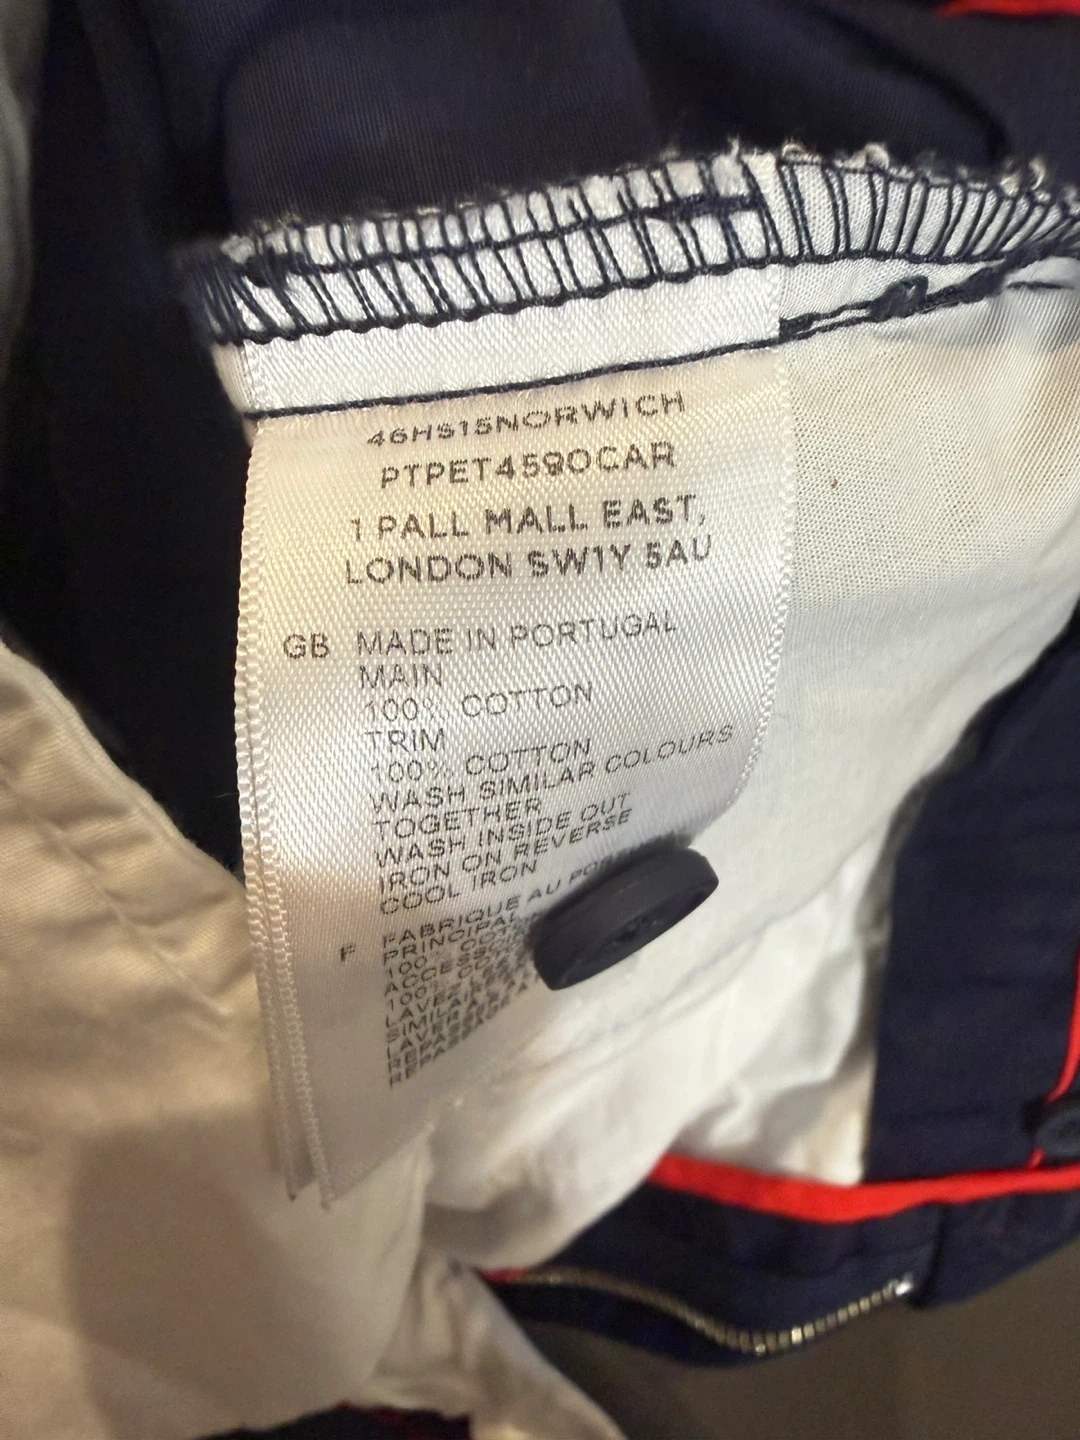 46HS15NORWICH
PTPET4590CAR
1 PALL MALL EAST,
LONDON SW1Y 5AU
GB MADE IN PORTUGAL
MAIN
100% COTTON
TRIM
100% COTTON
WASH SIMILAR COLOURS
TOGETHER
WASH INSIDE OUT
IRON ON REVERSE
COOL IRON
F FABRIQUE AU
PRINCIPAL
100%